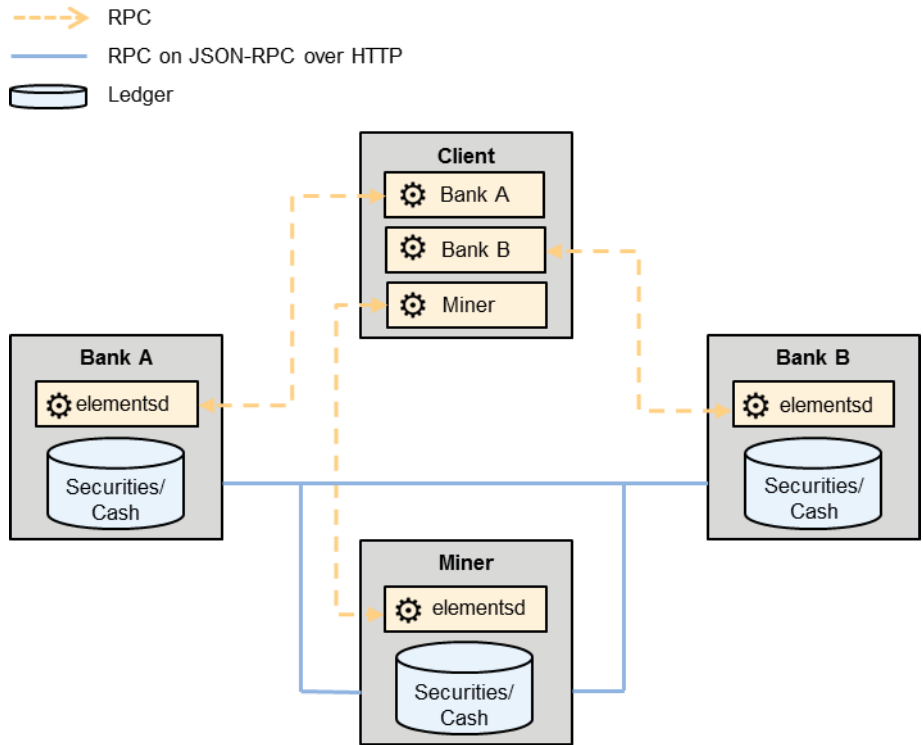 RPC
RPC on JSON-RPC over HTTP
Ledger
Client
Bank A
Bank B
Miner
Bank A
elementsd
Securities/
Cash
Bank B
elementsd
Securities/
Cash
Miner
elementsd
Securities/
Cash